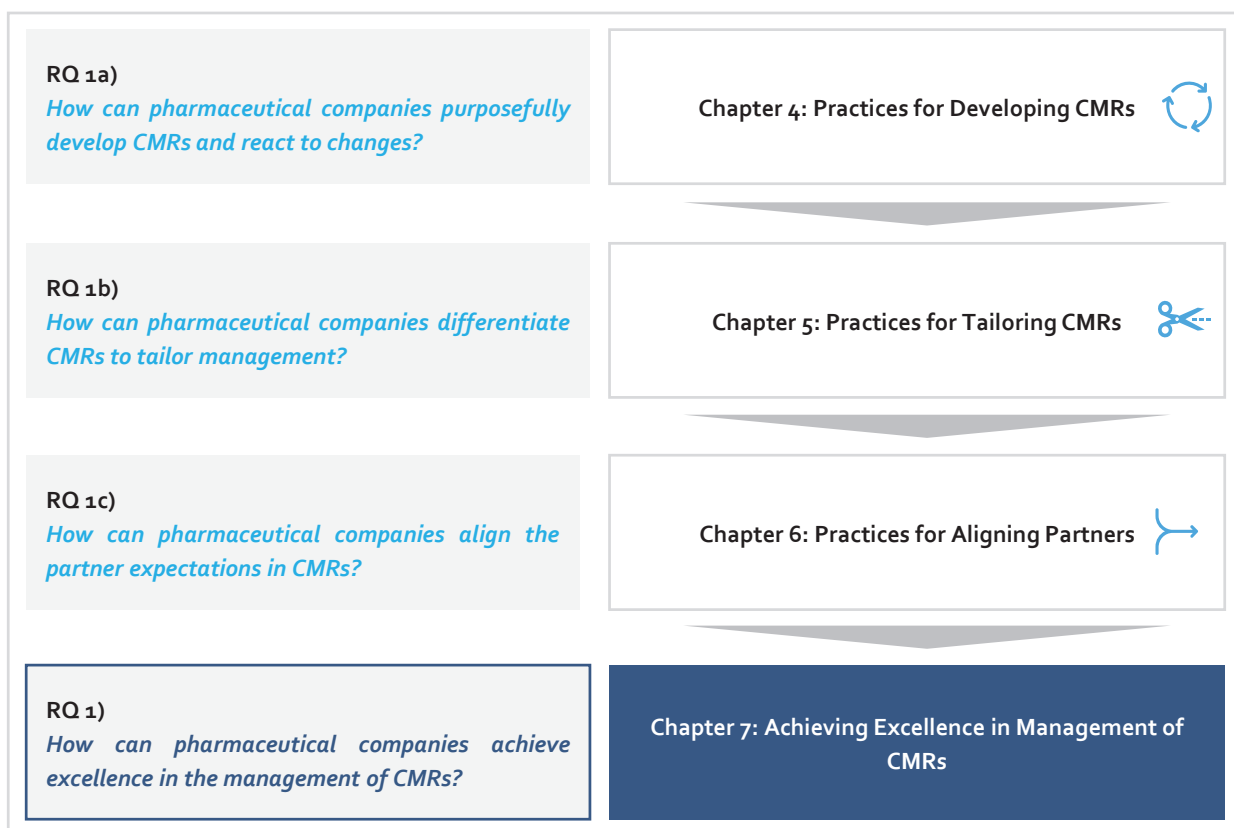 RQ 1a)
How can pharmaceutical companies purposefully
develop CMRs and react to changes?
Chapter 4: Practices for Developing CMRs
RQ 1b)
How can pharmaceutical companies differentiate
CMRs to tailor management?
Chapter 5: Practices for Tailoring CMRs
RQ 1c)
How can pharmaceutical companies align the
partner expectations in CMRs?
Chapter 6: Practices for Aligning Partners
RQ 1)
How can pharmaceutical companies achieve
excellence in the management of CMRs?
Chapter 7: Achieving Excellence in Management of
CMRs